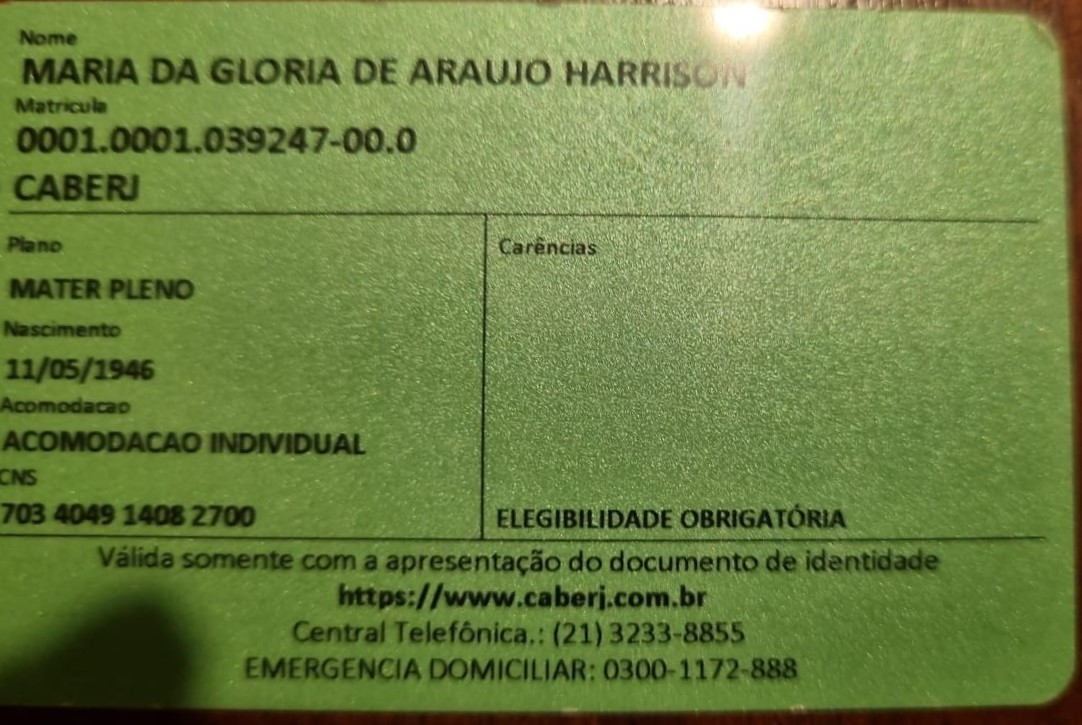 Nome
MARIA DA GLORIA DE ARAUJO HARRISON
Matricula
0001.0001.039247-00.0
CABERJ
Plano
MATER PLENO
Nascimento
11/05/1946
Acomodacao
ACOMODACAO INDIVIDUAL
CNS
703 4049 1408 2700
Carências
ELEGIBILIDADE OBRIGATÓRIA
Válida somente com a apresentação do documento de identidade
https://www.caberj.com.br
Central Telefônica.: (21) 3233-8855
EMERGENCIA DOMICILIAR: 0300-1172-888